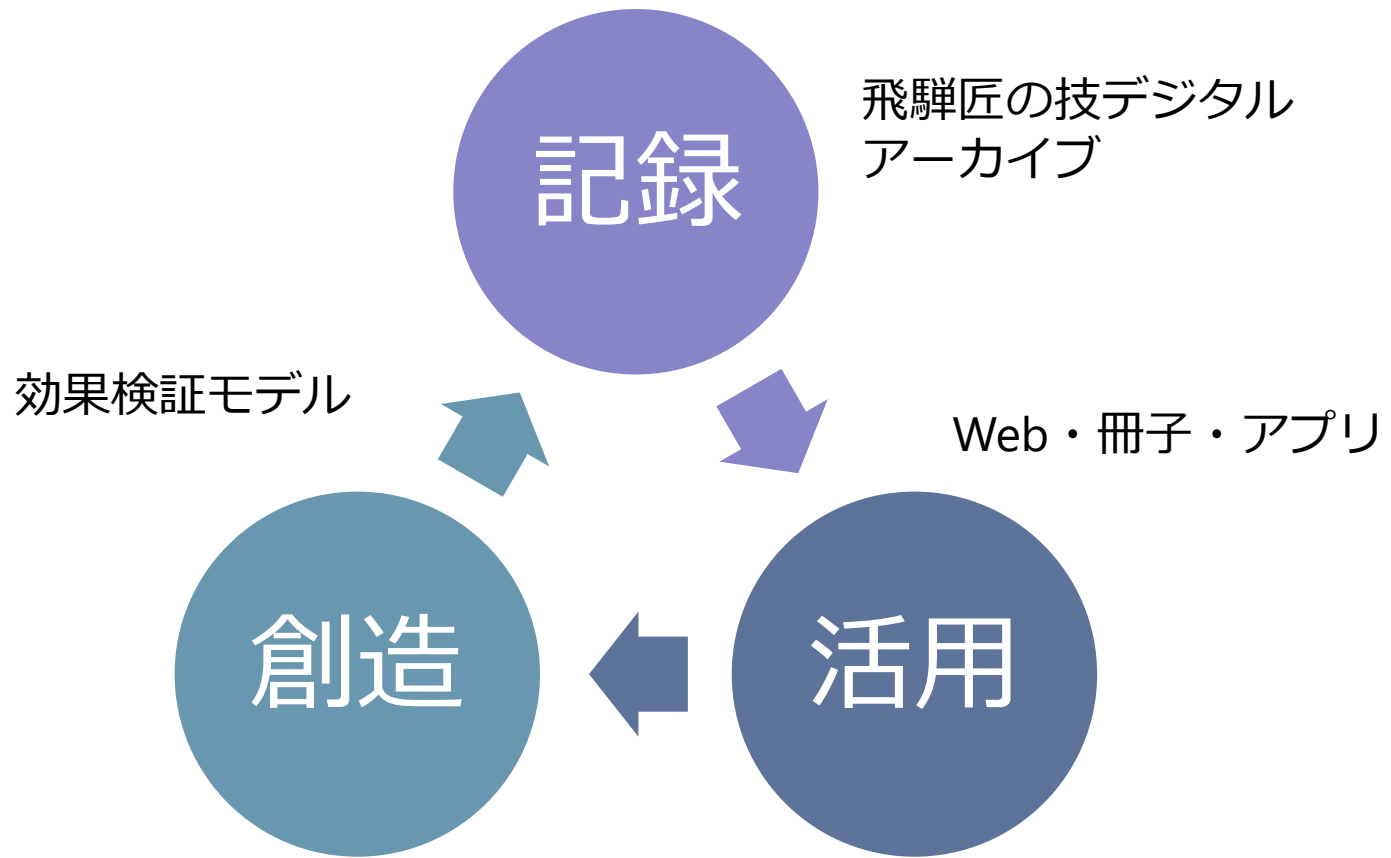 記録
飛騨匠の技デジタル
アーカイブ
効果検証モデル
Web・冊子・アプリ
創造
活用